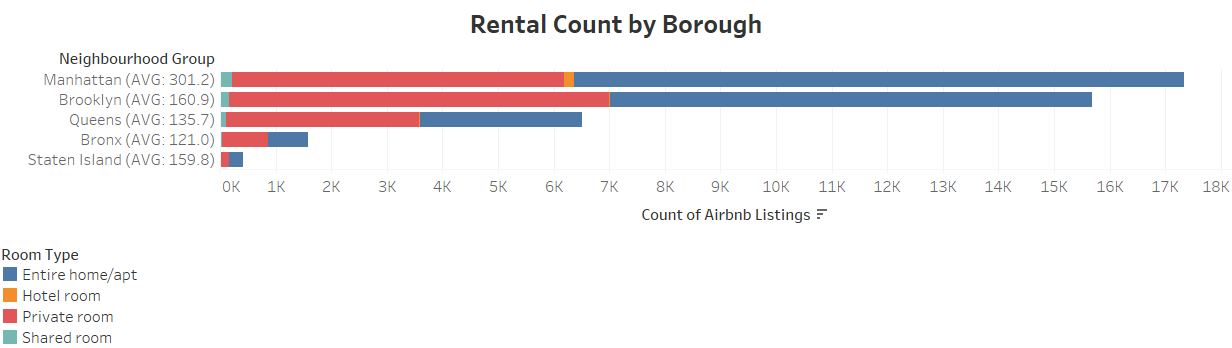 Rental Count by Borough
Neighbourhood Group
Manhattan (AVG: 301.2)
Brooklyn (AVG: 160.9)
Queens (AVG: 135.7)
Bronx (AVG: 121.0)
Staten Island (AVG: 159.8)
0K 1K 2K 3K 4K 5K 6K 7K 8K 9K 10K 11K 12K 13K 14K 15K 16K 17K 18K
Count of Airbnb Listings
Room Type
Entire home/apt
Hotel room
Private room
Shared room